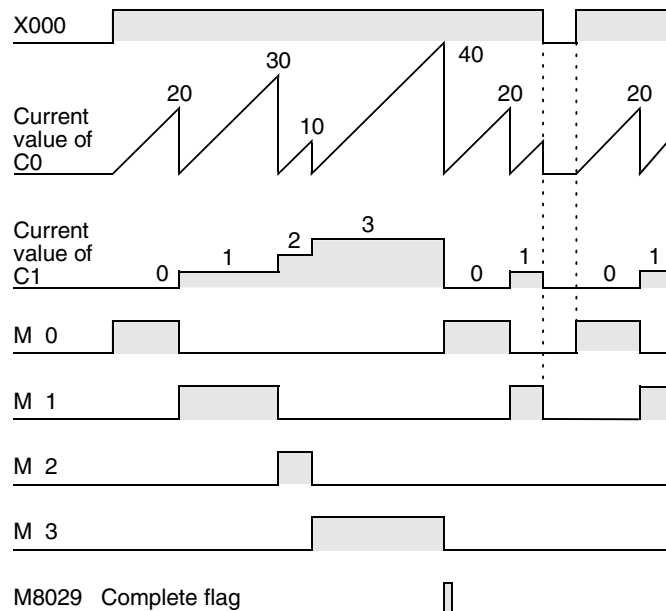 X000
20
30
10
40
20
20
Current
value of
C0
Current
value of
C1
0
1
2
3
0
1
0
1
M 0
M 1
M 2
M 3
M8029 Complete flag